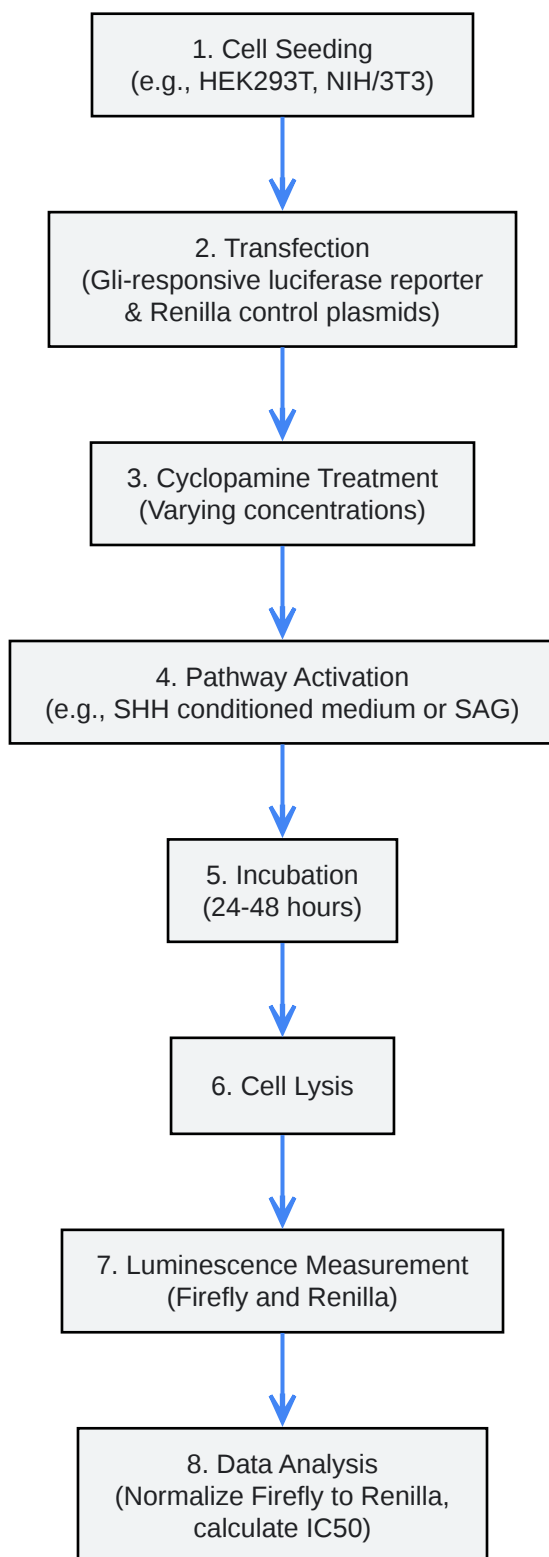 1. Cell Seeding
(e.g., HEK293T, NIH/3T3)
2. Transfection
(Gli-responsive luciferase reporter
& Renilla control plasmids)
3. Cyclopamine Treatment
(Varying concentrations)
4. Pathway Activation
(e.g., SHH conditioned medium or SAG)
5. Incubation
(24-48 hours)
6. Cell Lysis
7. Luminescence Measurement
(Firefly and Renilla)
8. Data Analysis
(Normalize Firefly to Renilla,
calculate IC50)